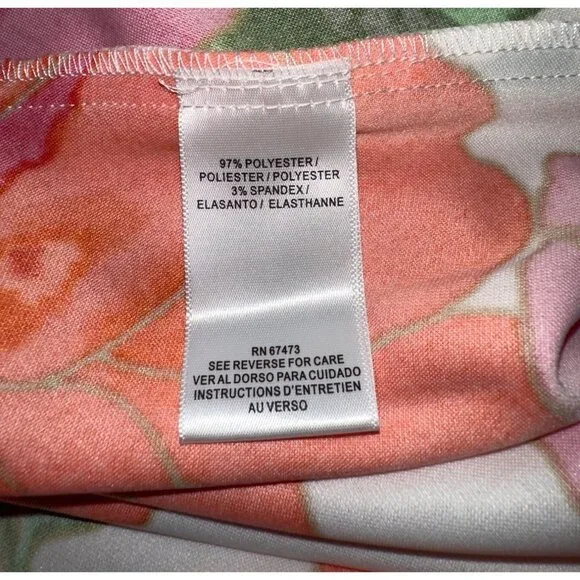 97% POLYESTER /
POLIESTER / POLYESTER
3% SPANDEX /
ELASANTO / ELASTHANNE
RN 67473
SEE REVERSE FOR CARE
VER AL DORSO PARA CUIDADO
INSTRUCTIONS D'ENTRETIEN
AU VERSO